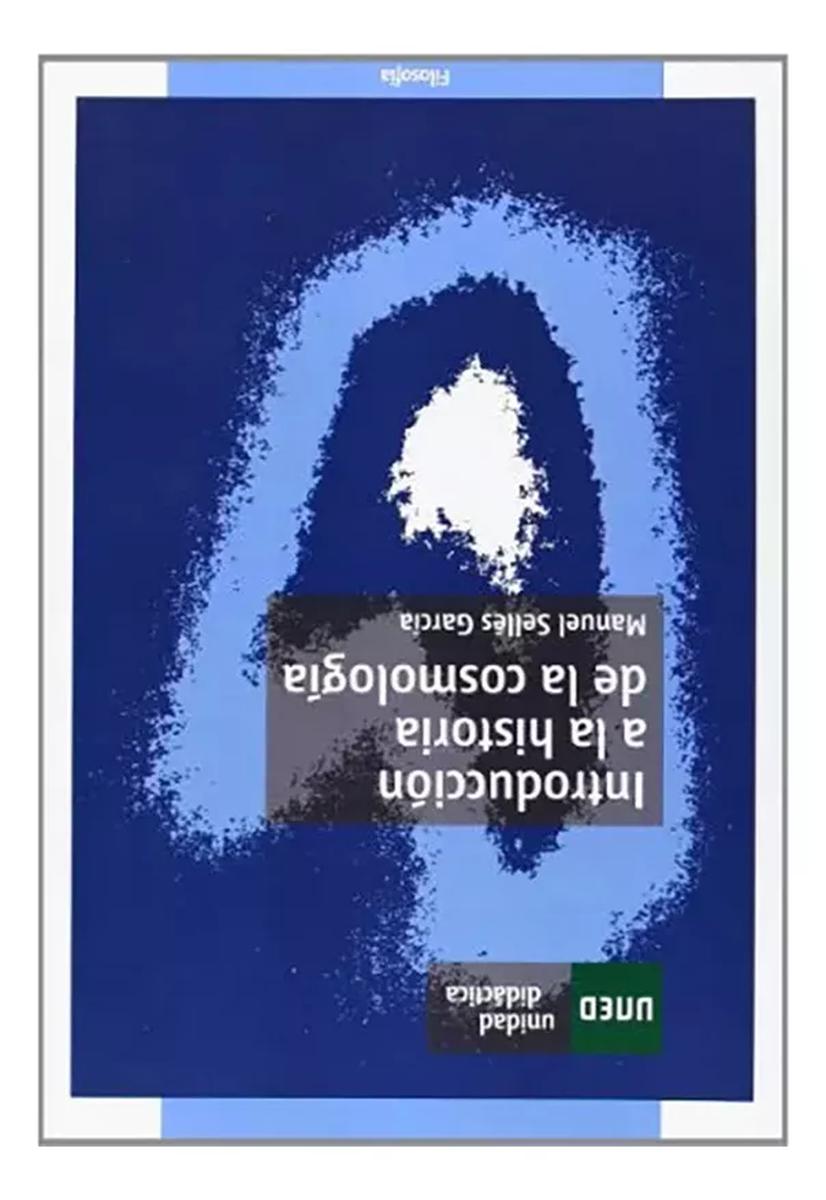 UNED
unidad
didáctica
Introducción
a la historia
de la cosmología
Manuel Sellés García
Filosofía